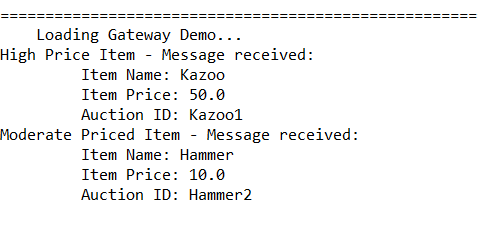 =====================================================
Loading Gateway Demo...
High Price Item - Message received:
Item Name: Kazoo
Item Price: 50.0
Auction ID: Kazoo1
Moderate Priced Item - Message received:
Item Name: Hammer
Item Price: 10.0
Auction ID: Hammer2